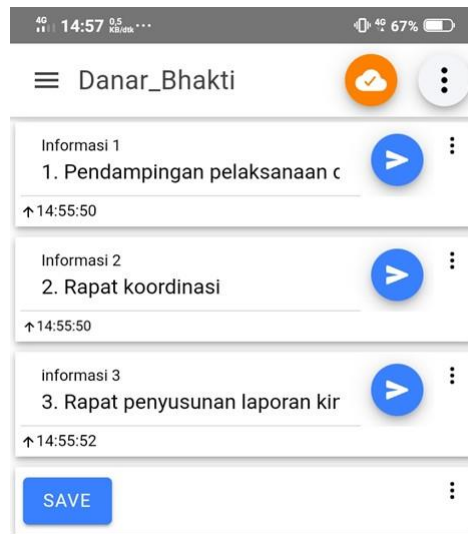 4G 14:57 0,5 KB/dtk ... 4G 67%
Danar_Bhakti
Informasi 1
1. Pendampingan pelaksanaan c
↑14:55:50
Informasi 2
2. Rapat koordinasi
↑14:55:50
informasi 3
3. Rapat penyusunan laporan kir
↑14:55:52
SAVE